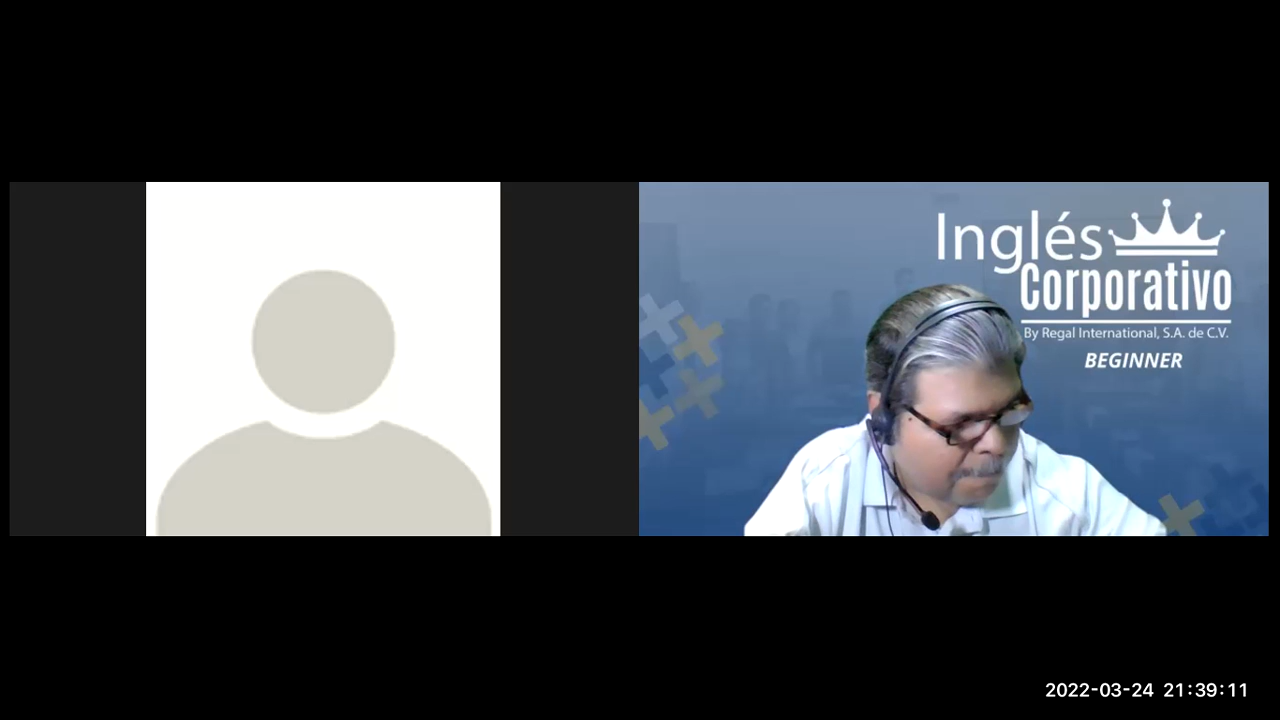 Inglés
Corporativo
By Regal International, S.A. de C.V.
BEGINNER
2022-03-24 21:39:11